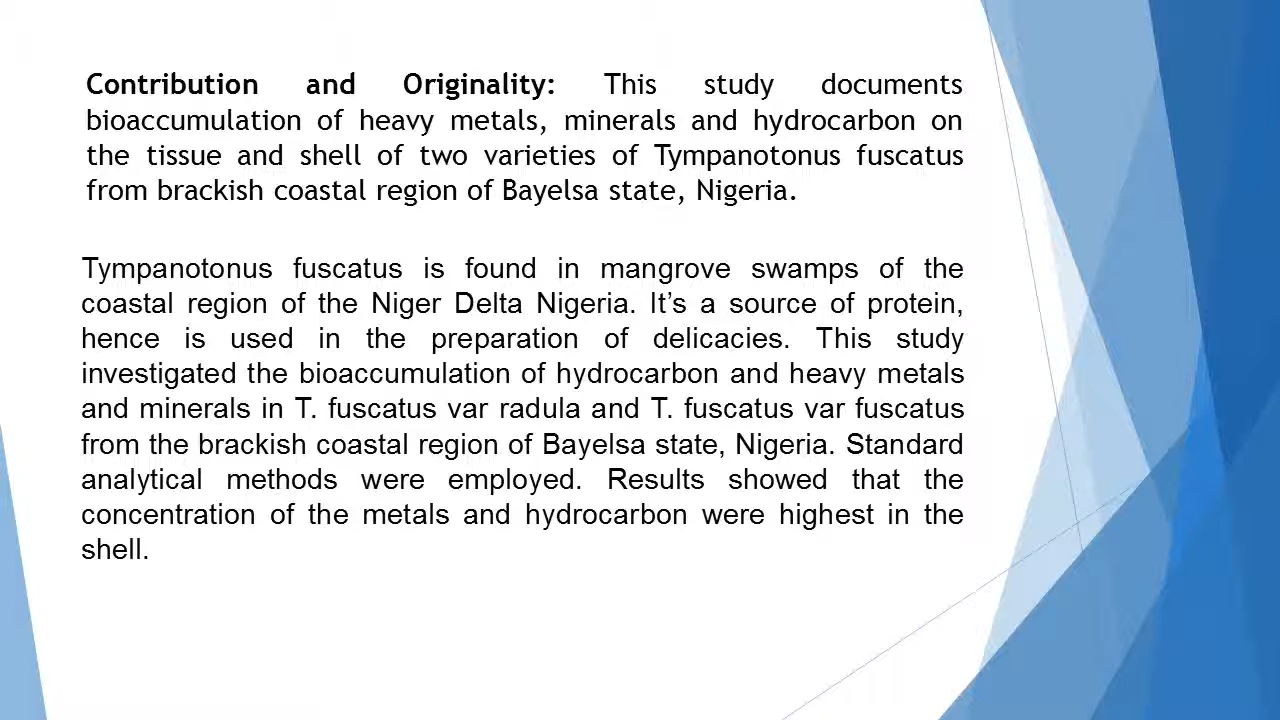 Contribution and Originality: This study documents
bioaccumulation of heavy metals, minerals and hydrocarbon on
the tissue and shell of two varieties of Tympanotonus fuscatus
from brackish coastal region of Bayelsa state, Nigeria.
Tympanotonus fuscatus is found in mangrove swamps of the
coastal region of the Niger Delta Nigeria. It’s a source of protein,
hence is used in the preparation of delicacies. This study
investigated the bioaccumulation of hydrocarbon and heavy metals
and minerals in T. fuscatus var radula and T. fuscatus var fuscatus
from the brackish coastal region of Bayelsa state, Nigeria. Standard
analytical methods were employed. Results showed that the
concentration of the metals and hydrocarbon were highest in the
shell.